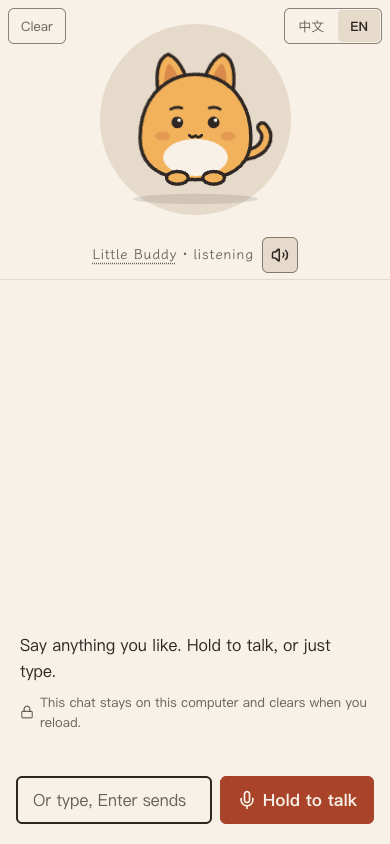 Clear
中文 EN
Little Buddy • listening
Say anything you like. Hold to talk, or just
type.
This chat stays on this computer and clears when you
reload.
Or type, Enter sends
Hold to talk